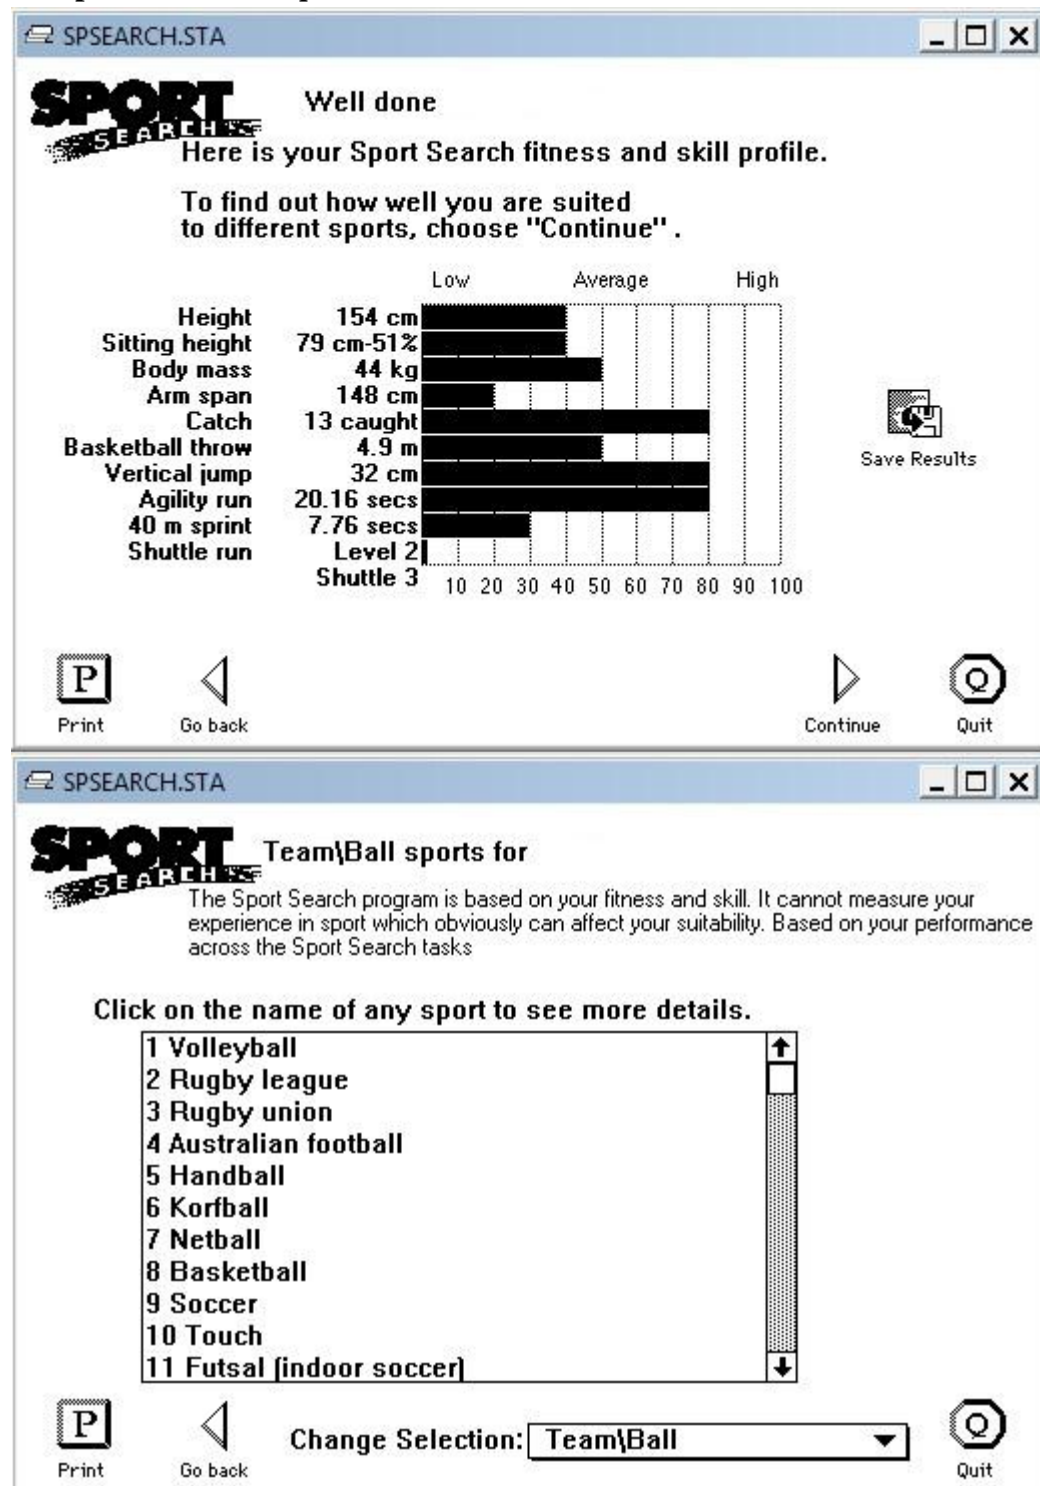 SPSEARCH.STA
SPORT
SEARCH
Well done
Here is your Sport Search fitness and skill profile.
To find out how well you are suited
to different sports, choose "Continue" .
Low Average High
Height 154 cm
Sitting height 79 cm-51%
Body mass 44 kg
Arm span 148 cm
Catch 13 caught
Basketball throw 4.9 m
Vertical jump 32 cm
Agility run 20.16 secs
40 m sprint 7.76 secs
Shuttle run Level 2
Shuttle 3
10 20 30 40 50 60 70 80 90 100
Save Results
P
Print
Go back
Continue
Q
Quit
SPSEARCH.STA
SPORT
SEARCH
Team\Ball sports for
The Sport Search program is based on your fitness and skill. It cannot measure your
experience in sport which obviously can affect your suitability. Based on your performance
across the Sport Search tasks
Click on the name of any sport to see more details.
1 Volleyball
2 Rugby league
3 Rugby union
4 Australian football
5 Handball
6 Korfball
7 Netball
8 Basketball
9 Soccer
10 Touch
11 Futsal (indoor soccer)
P
Print
Go back
Change Selection: Team\Ball
Q
Quit